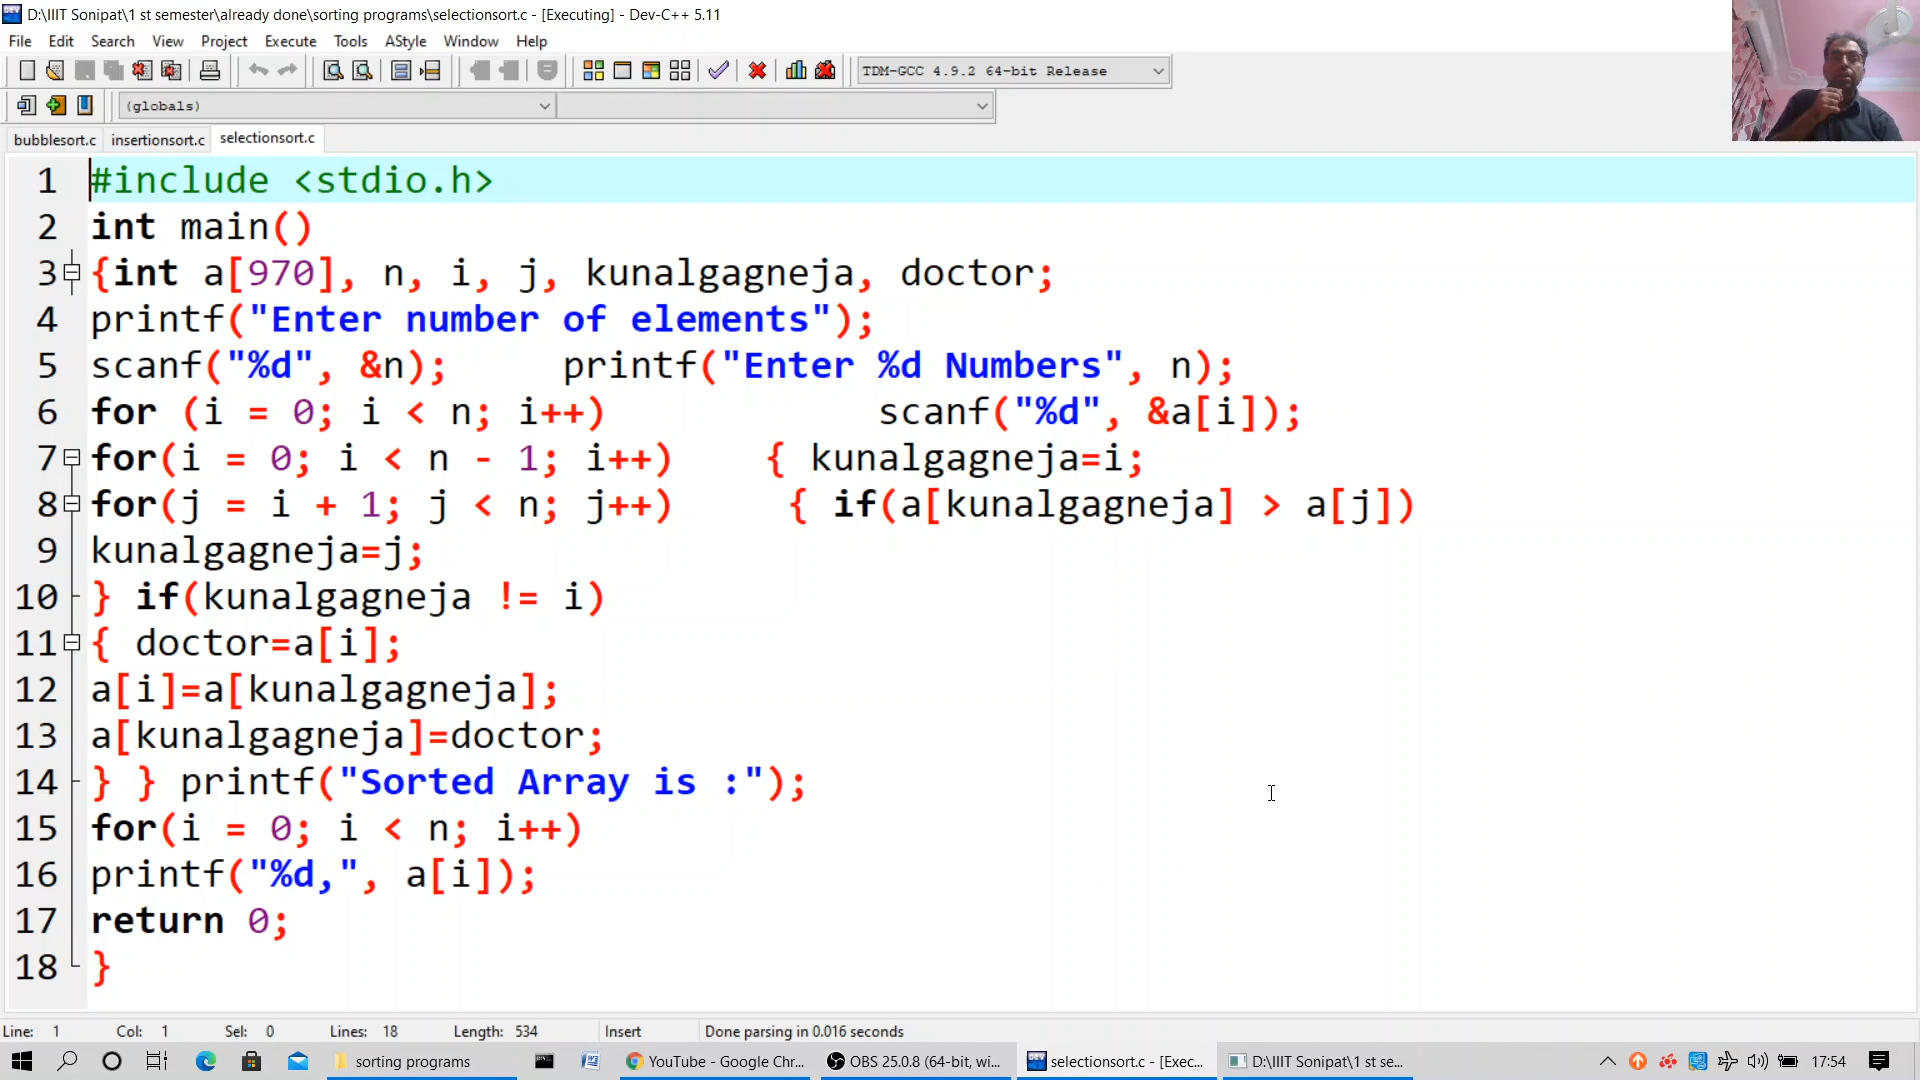 D:\IIIT Sonipat\1 st semester\already done\sorting programs\selectionsort.c - [Executing] - Dev-C++ 5.11
File Edit Search View Project Execute Tools AStyle Window Help
TDM-GCC 4.9.2 64-bit Release
(globals)
bubblesort.c insertionsort.c selectionsort.c
1 #include <stdio.h>
2 int main()
3 {int a[970], n, i, j, kunalgagneja, doctor;
4 printf("Enter number of elements");
5 scanf("%d", &n);     printf("Enter %d Numbers", n);
6 for (i = 0; i < n; i++)            scanf("%d", &a[i]);
7 for(i = 0; i < n - 1; i++)    { kunalgagneja=i;
8 for(j = i + 1; j < n; j++)     { if(a[kunalgagneja] > a[j])
9 kunalgagneja=j;
10 } if(kunalgagneja != i)
11 { doctor=a[i];
12 a[i]=a[kunalgagneja];
13 a[kunalgagneja]=doctor;
14 } } printf("Sorted Array is :");
15 for(i = 0; i < n; i++)
16 printf("%d,", a[i]);
17 return 0;
18 }
Line: 1 Col: 1 Sel: 0 Lines: 18 Length: 534 Insert Done parsing in 0.016 seconds
sorting programs YouTube - Google Chr... OBS 25.0.8 (64-bit, wi... selectionsort.c - [Exec... D:\IIIT Sonipat\1 st se... 17:54